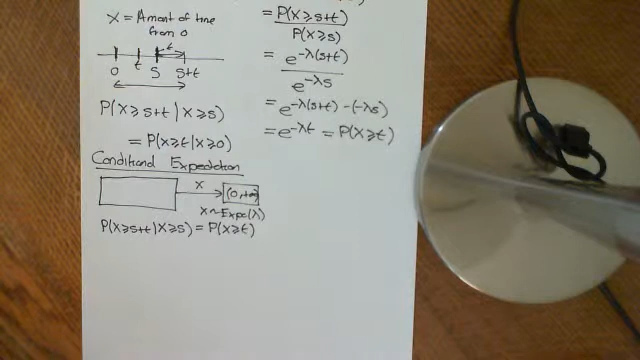 X = Amount of time
from 0
t
0 t s s+t
P(X≥s+t|X≥s)
= P(X≥t|X≥0)
= P(X≥s+t)
P(X≥s)
= e^-λ(s+t)
e^-λs
= e^-λ(s+t) - (-λs)
= e^-λt = P(X≥t)
Conditional Expectation
X (0,+∞)
X~Expo(λ)
P(X≥s+t|X≥s) = P(X≥t)